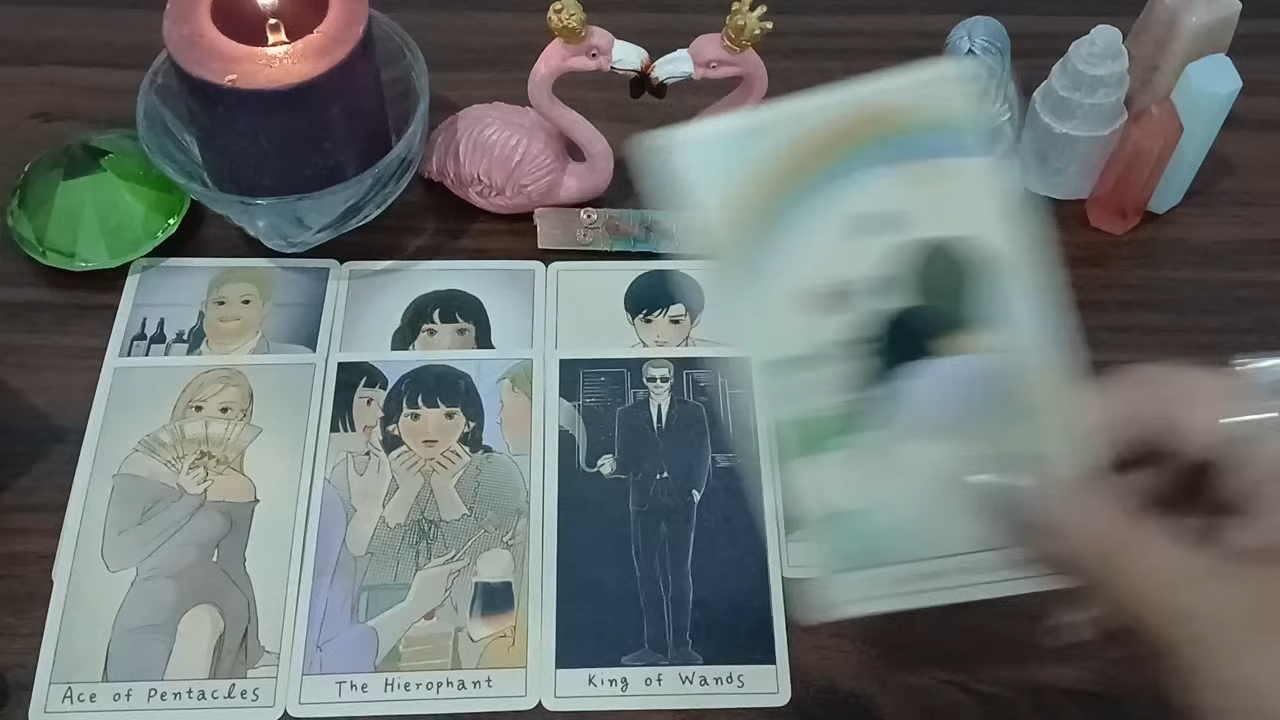 Ace of Pentacles
The Hierophant
King of Wands